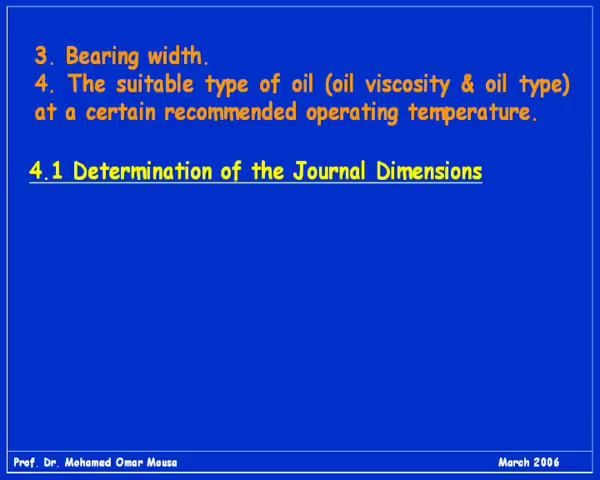 3. Bearing width.
4. The suitable type of oil (oil viscosity & oil type)
at a certain recommended operating temperature.
4.1 Determination of the Journal Dimensions
Prof. Dr. Mohamed Omar Mousa
March 2006